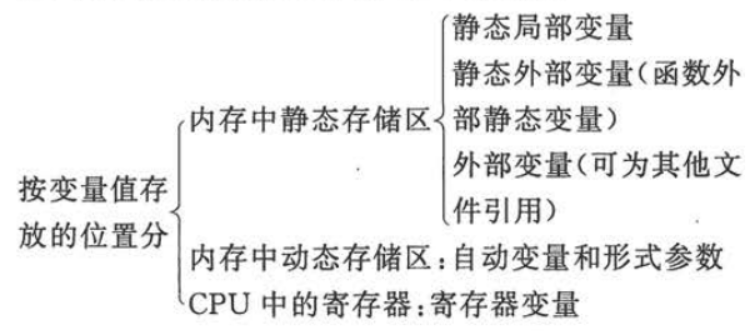 静态局部变量
静态外部变量(函数外
内存中静态存储区 部静态变量)
外部变量(可为其他文
按变量值存
件引用)
放的位置分
内存中动态存储区:自动变量和形式参数
CPU 中的寄存器:寄存器变量